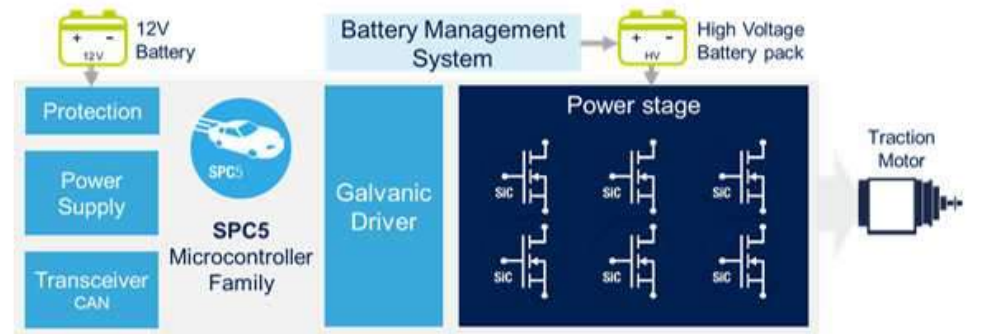 12V
Battery
+ -
12V
Battery Management
System
+ -
HV
High Voltage
Battery pack
Protection
Power
Supply
Transceiver
CAN
SPC5
SPC5
Microcontroller
Family
Galvanic
Driver
Power stage
SiC
SiC
SiC
SiC
SiC
SiC
Traction
Motor